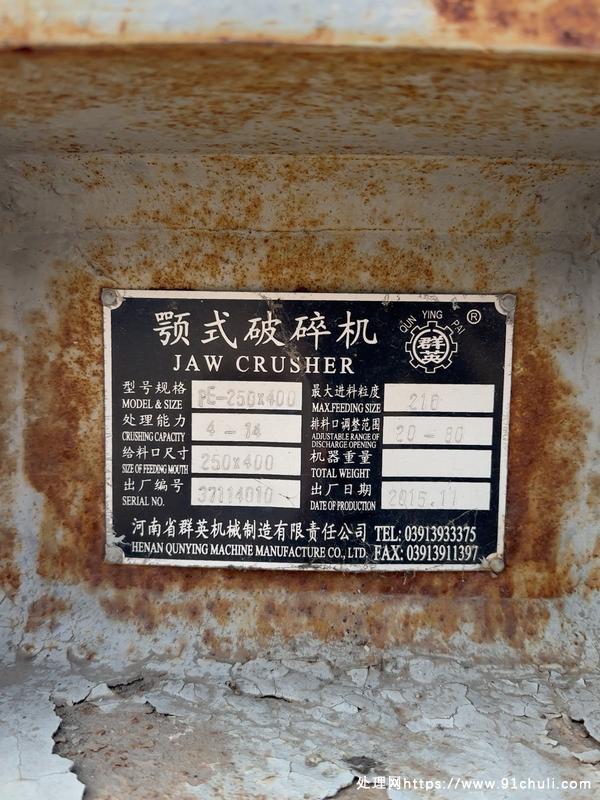 颚式破碎机
JAW CRUSHER
QUN YING PAI ®
群英
型号规格 PE-250X400
MODEL & SIZE
最大进料粒度 210
MAX.FEEDING SIZE
处理能力 4-14
CRUSHING CAPACITY
排料口调整范围 20-80
ADJUSTABLE RANGE OF
DISCHARGE OPENING
给料口尺寸 250X400
SIZE OF FEEDING MOUTH
机器重量
TOTAL WEIGHT
出厂编号 37114010
SERIAL NO.
出厂日期 2015.11
DATE OF PRODUCTION
河南省群英机械制造有限责任公司 TEL: 03913933375
HENAN QUNYING MACHINE MANUFACTURE CO., LTD. FAX: 03913911397
处理网https://www.91chuli.com